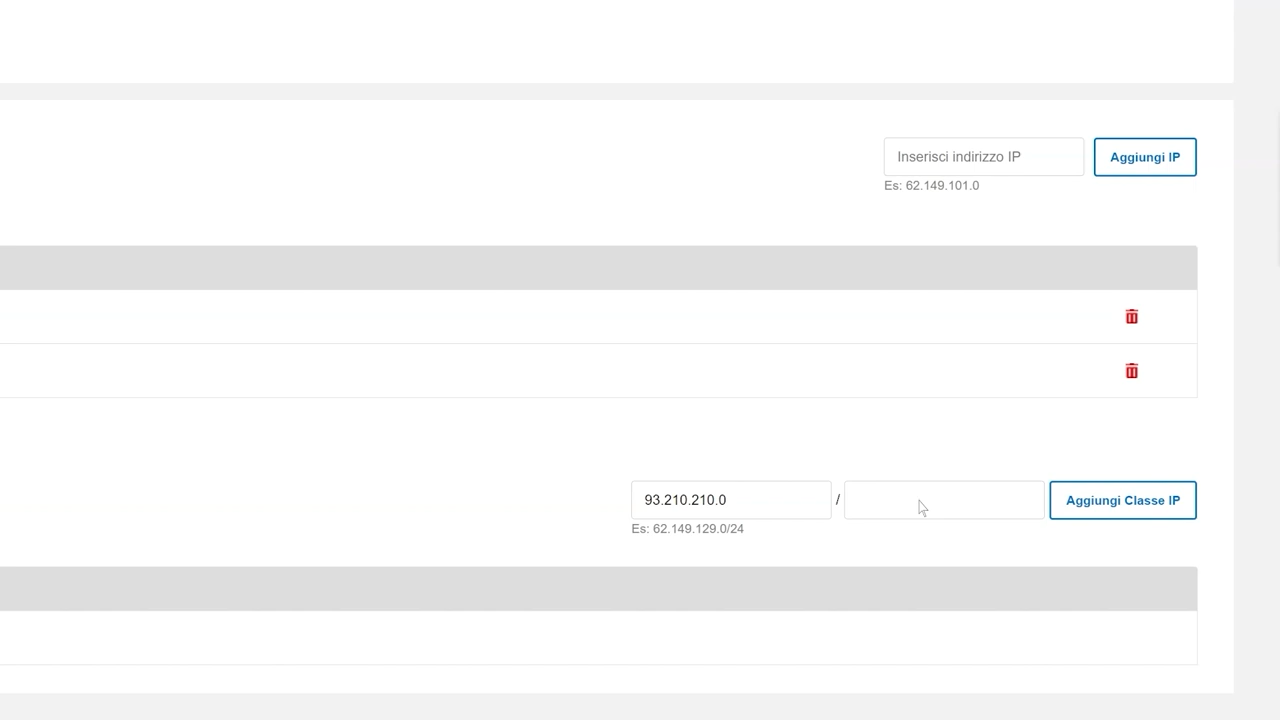 Inserisci indirizzo IP
Aggiungi IP
Es: 62.149.101.0
93.210.210.0 / Aggiungi Classe IP
Es: 62.149.129.0/24